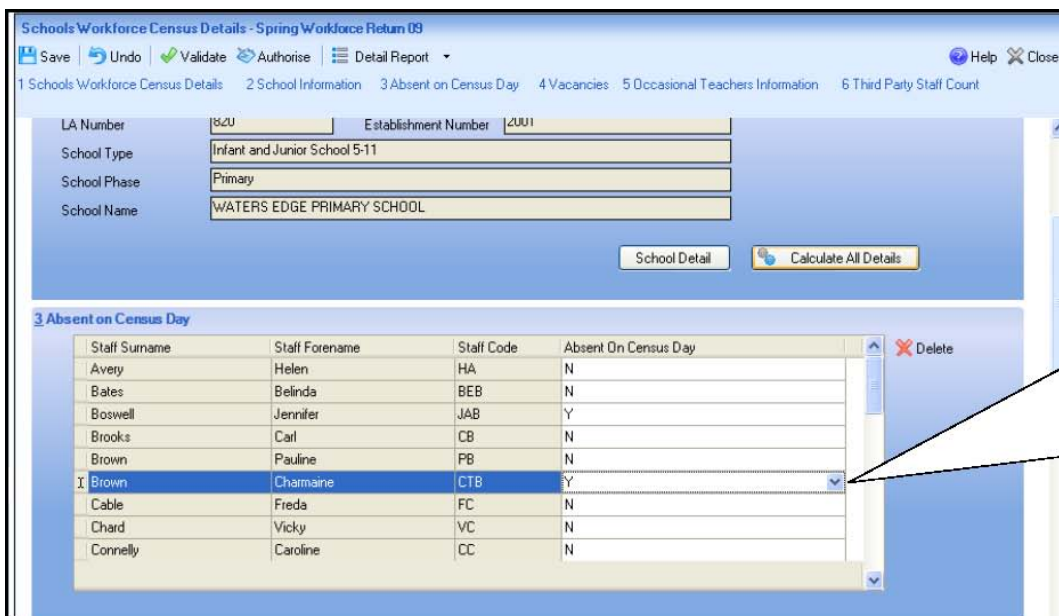 Schools Workforce Census Details - Spring Workforce Return 09
Save Undo Validate Authorise Detail Report Help Close
1 Schools Workforce Census Details 2 School Information 3 Absent on Census Day 4 Vacancies 5 Occasional Teachers Information 6 Third Party Staff Count
LA Number 820 Establishment Number 2001
School Type Infant and Junior School 5-11
School Phase Primary
School Name WATERS EDGE PRIMARY SCHOOL
School Detail Calculate All Details
3 Absent on Census Day
Staff Surname Staff Forename Staff Code Absent On Census Day Delete
Avery Helen HA N
Bates Belinda BEB N
Boswell Jennifer JAB Y
Brooks Carl CB N
Brown Pauline PB N
Brown Charmaine CTB Y
Cable Freda FC N
Chard Vicky VC N
Connelly Caroline CC N